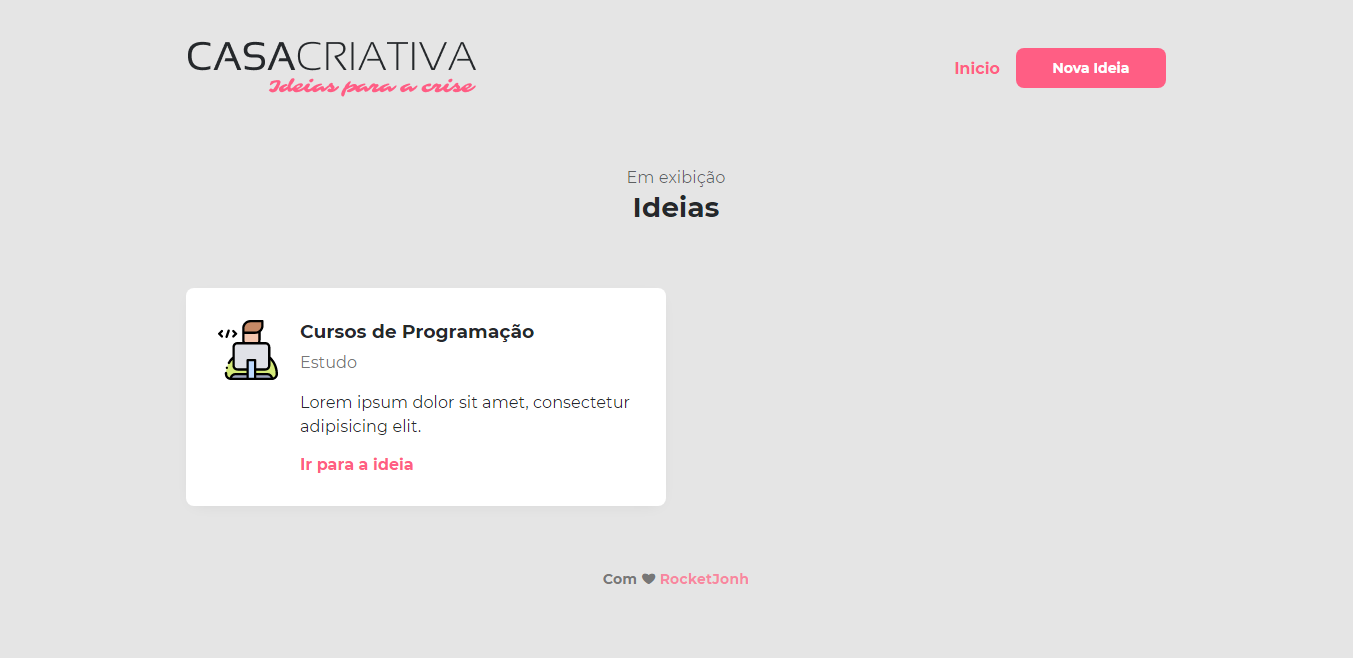 CASACRIATIVA
Ideias para a crise
Inicio
Nova Ideia
Em exibição
Ideias
</>
Cursos de Programação
Estudo
Lorem ipsum dolor sit amet, consectetur
adipisicing elit.
Ir para a ideia
Com ♥ RocketJonh